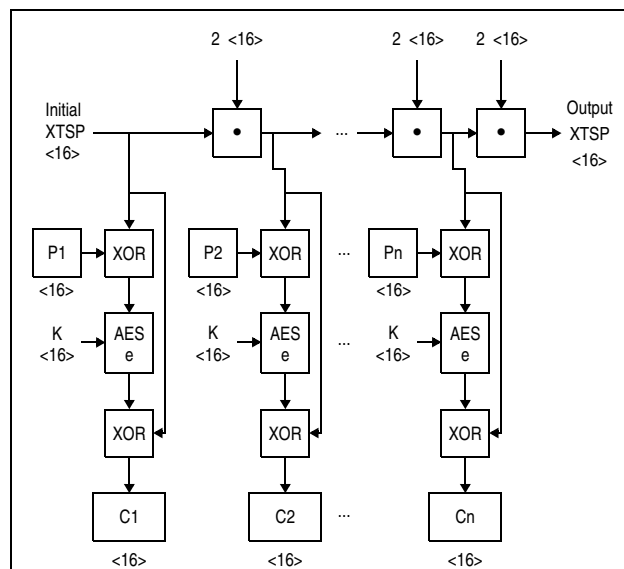 2 <16> 2 <16> 2 <16>
Initial XTSP <16>
• ... • •
Output XTSP <16>
P1 XOR P2 XOR ... Pn XOR
<16> <16> <16>
K <16> AES e K <16> AES e ... K <16> AES e
XOR XOR XOR
C1 C2 ... Cn
<16> <16> <16>